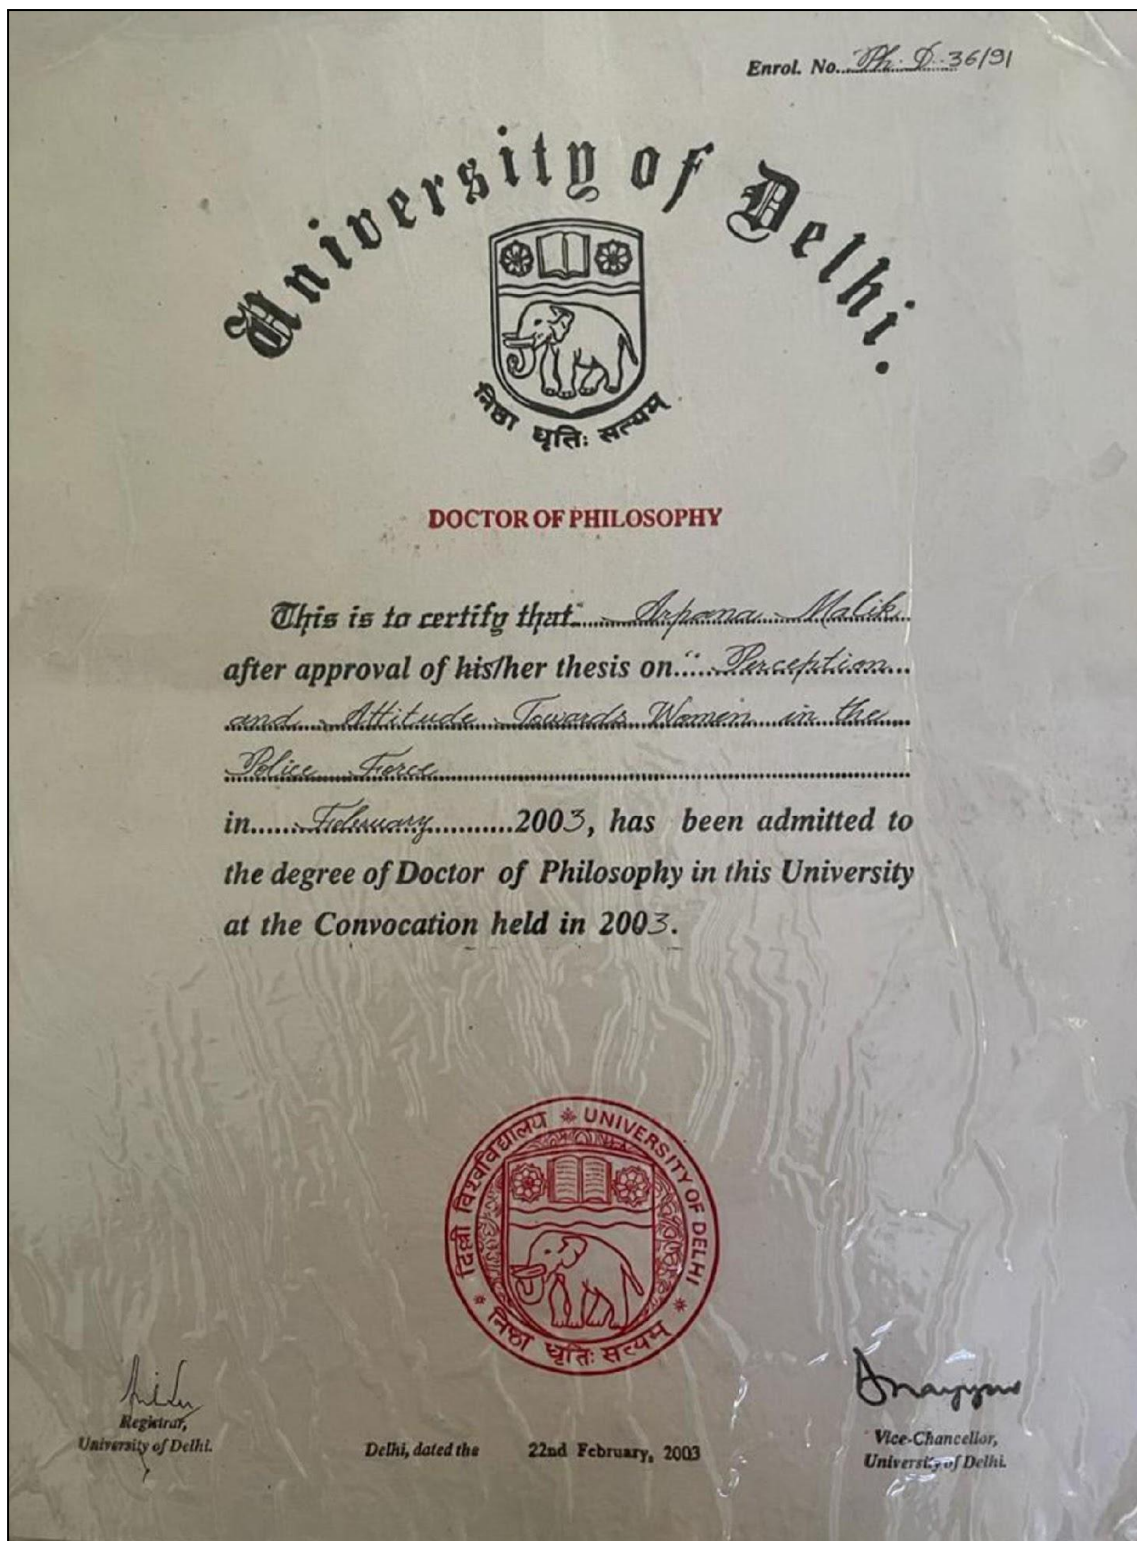 Enrol. No. Ph. D. 36/91
University of Delhi.
निष्ठा धृतिः सत्यम्
DOCTOR OF PHILOSOPHY
This is to certify that Arpana Malik
after approval of his/her thesis on " Perception
and Attitude Towards Women in the
Police Force
in February 2003, has been admitted to
the degree of Doctor of Philosophy in this University
at the Convocation held in 2003.
दिल्ली विश्वविद्यालय * UNIVERSITY OF DELHI *
निष्ठा धृतिः सत्यम् *
Registrar,
University of Delhi.
Delhi, dated the 22nd February, 2003
Vice-Chancellor,
University of Delhi.